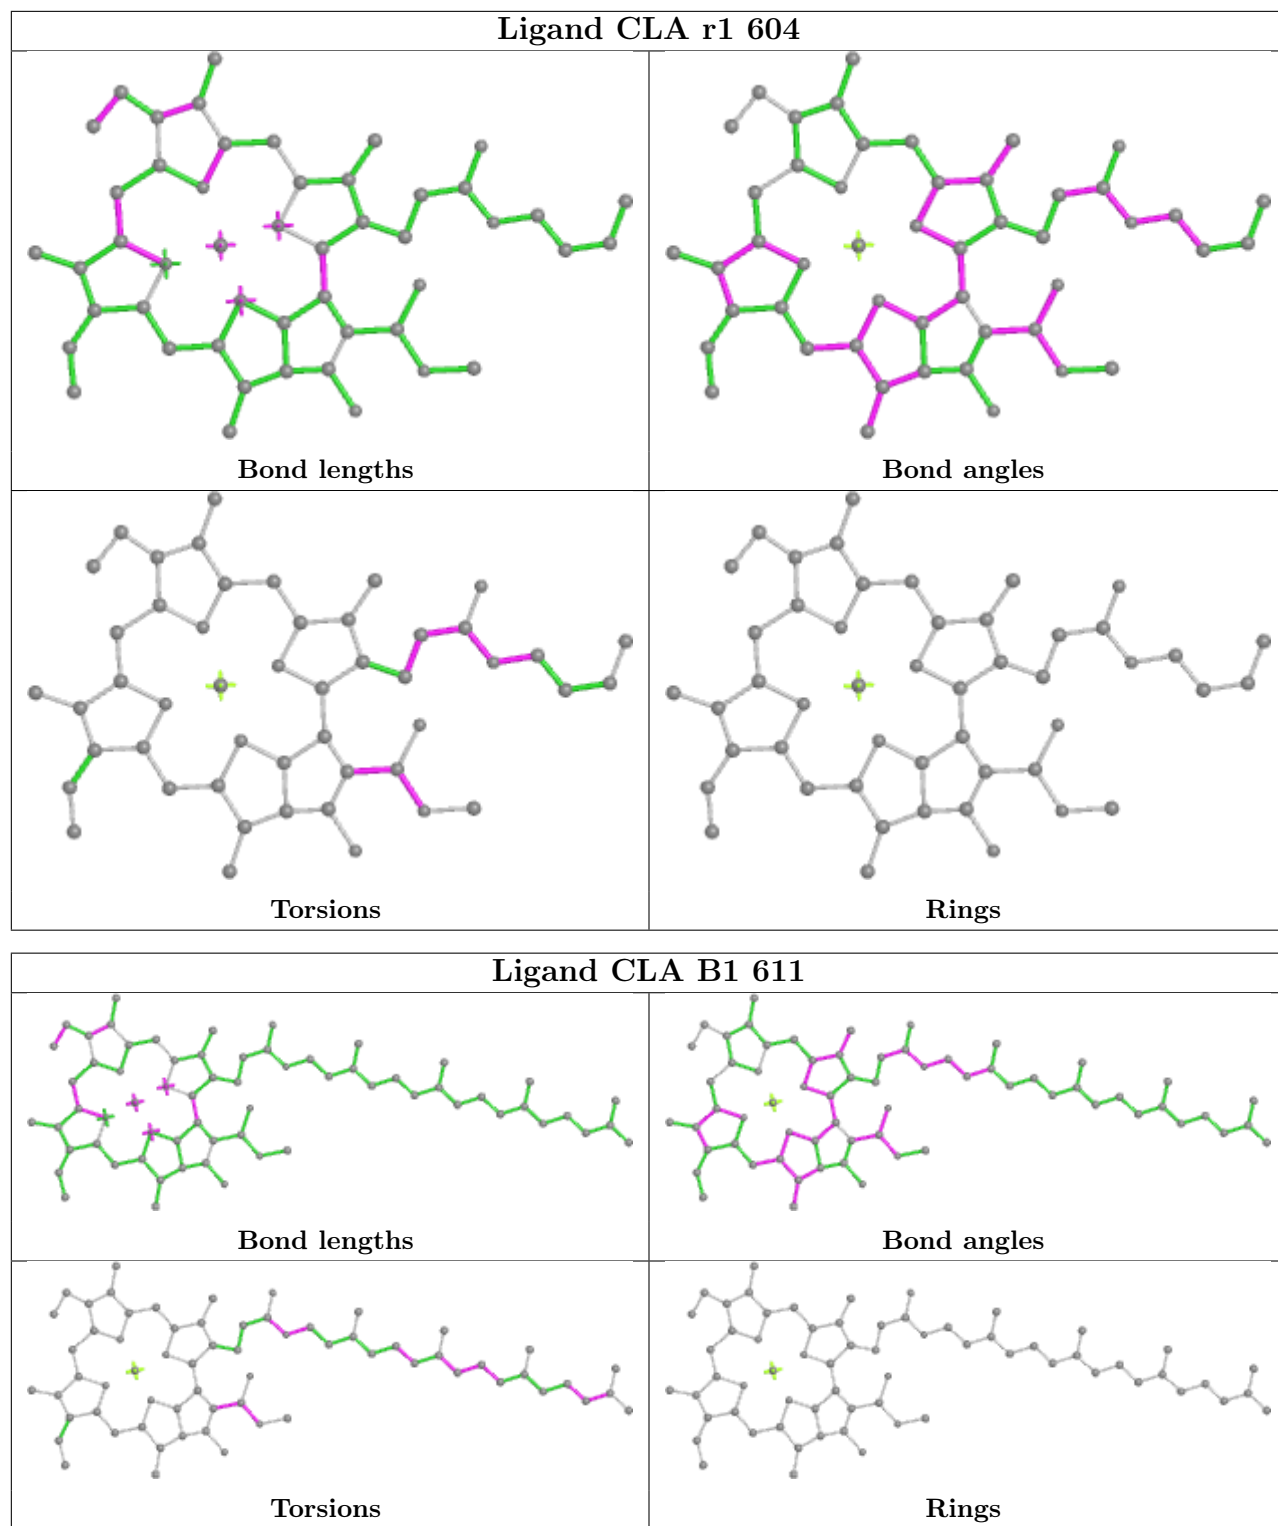 Ligand CLA r1 604
Bond lengths
Bond angles
Torsions
Rings
Ligand CLA B1 611
Bond lengths
Bond angles
Torsions
Rings